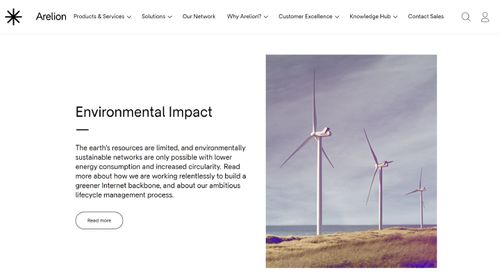 Arelion Products & Services Solutions Our Network Why Arelion? Customer Excellence Knowledge Hub Contact Sales
Environmental Impact
The earth's resources are limited, and environmentally
sustainable networks are only possible with lower
energy consumption and increased circularity. Read
more about how we are working relentlessly to build a
greener Internet backbone, and about our ambitious
lifecycle management process.
Read more